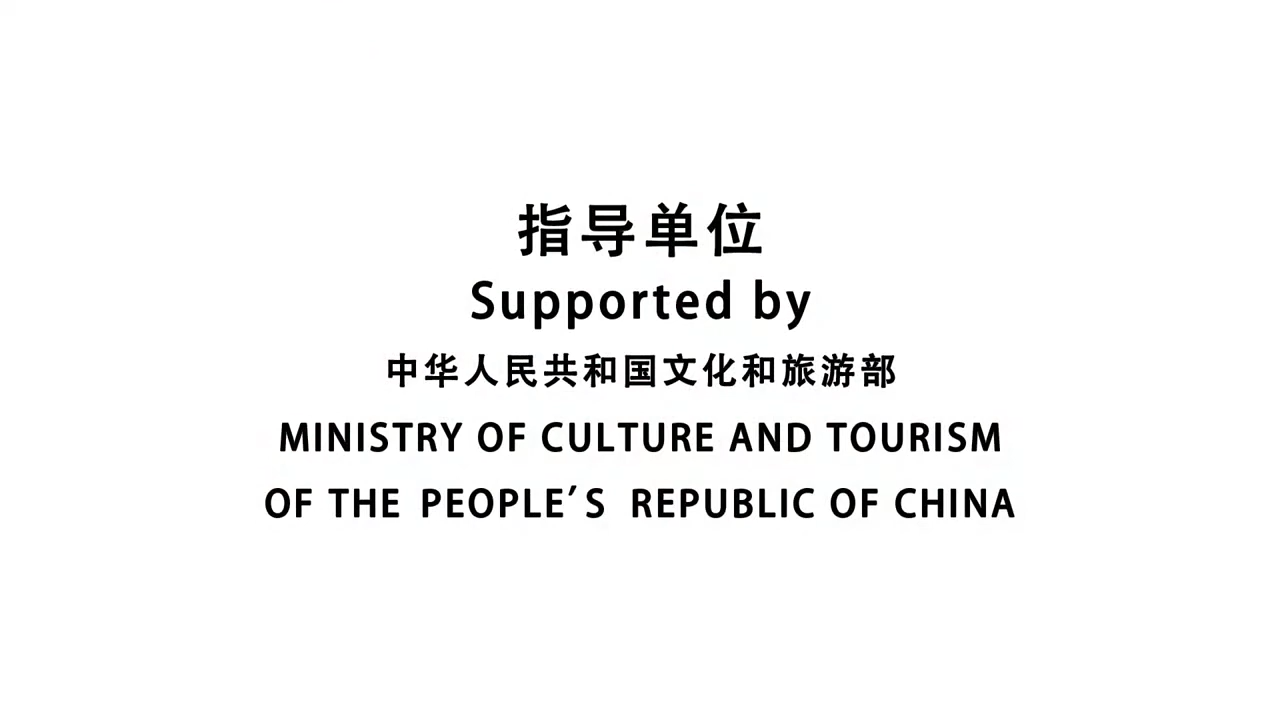 指导单位
Supported by
中华人民共和国文化和旅游部
MINISTRY OF CULTURE AND TOURISM
OF THE PEOPLE′S REPUBLIC OF CHINA